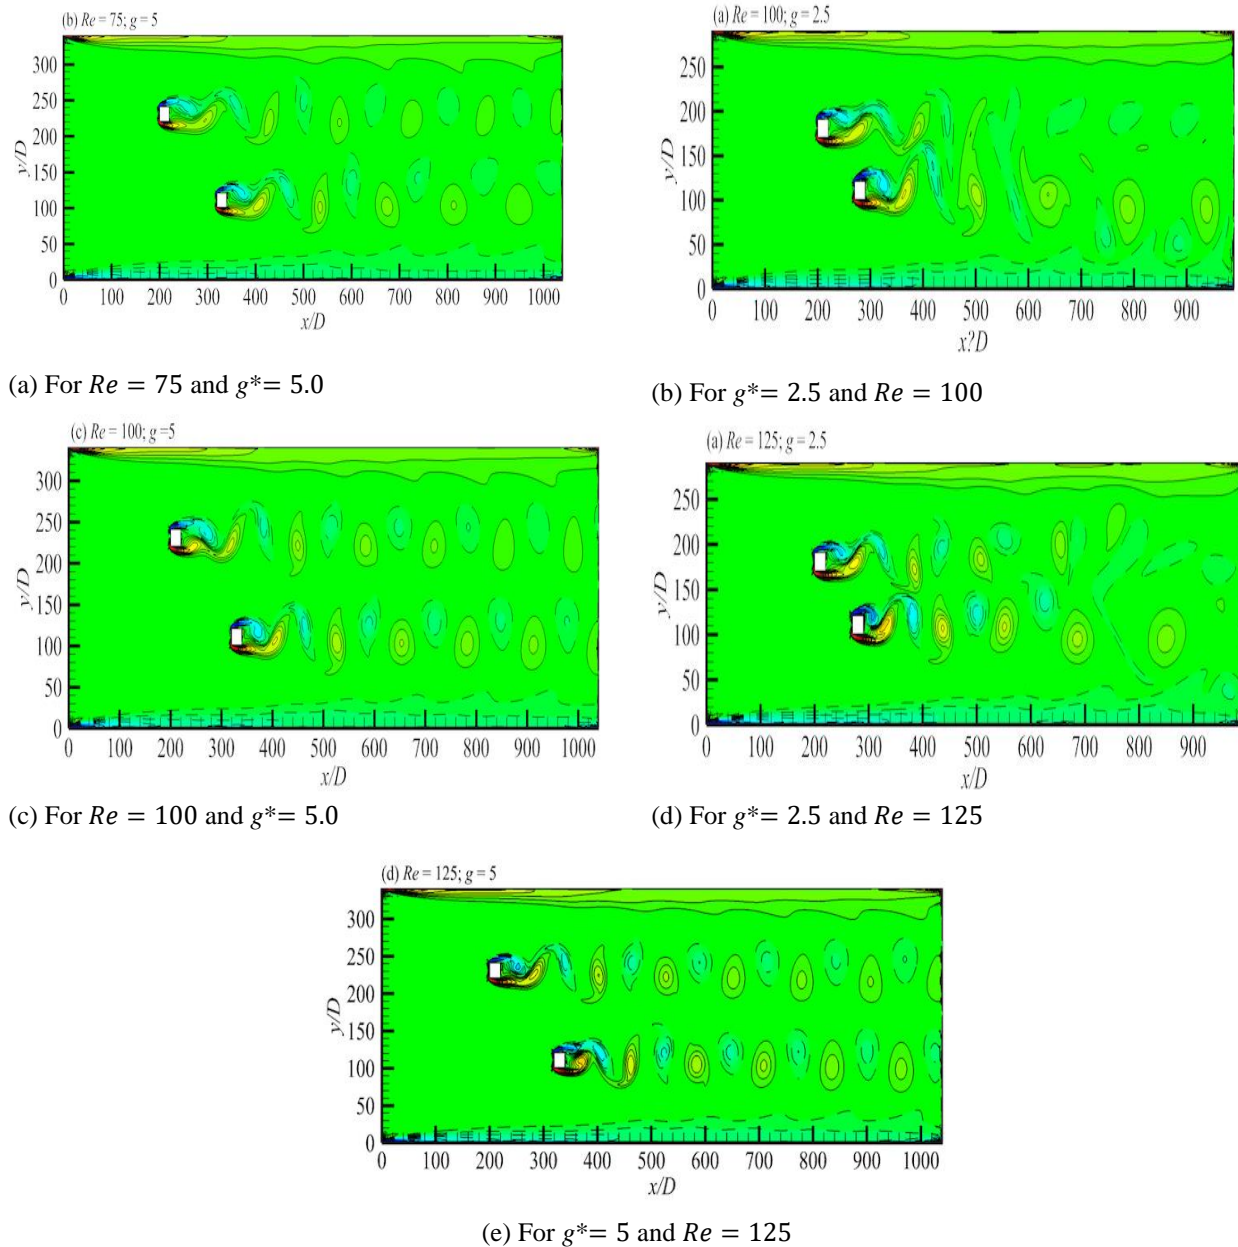 (b) Re = 75; g = 5
300
250
200
150
100
50
0
y/D
0 100 200 300 400 500 600 700 800 900 1000
x/D
(a) For Re = 75 and g*= 5.0
(a) Re = 100; g = 2.5
250
200
150
100
50
0
y/D
0 100 200 300 400 500 600 700 800 900
x?D
(b) For g*= 2.5 and Re = 100
(c) Re = 100; g =5
300
250
200
150
100
50
0
y/D
0 100 200 300 400 500 600 700 800 900 1000
x/D
(c) For Re = 100 and g*= 5.0
(a) Re = 125; g = 2.5
250
200
150
100
50
0
y/D
0 100 200 300 400 500 600 700 800 900
x/D
(d) For g*= 2.5 and Re = 125
(d) Re = 125; g = 5
300
250
200
150
100
50
0
y/D
0 100 200 300 400 500 600 700 800 900 1000
x/D
(e) For g*= 5 and Re = 125